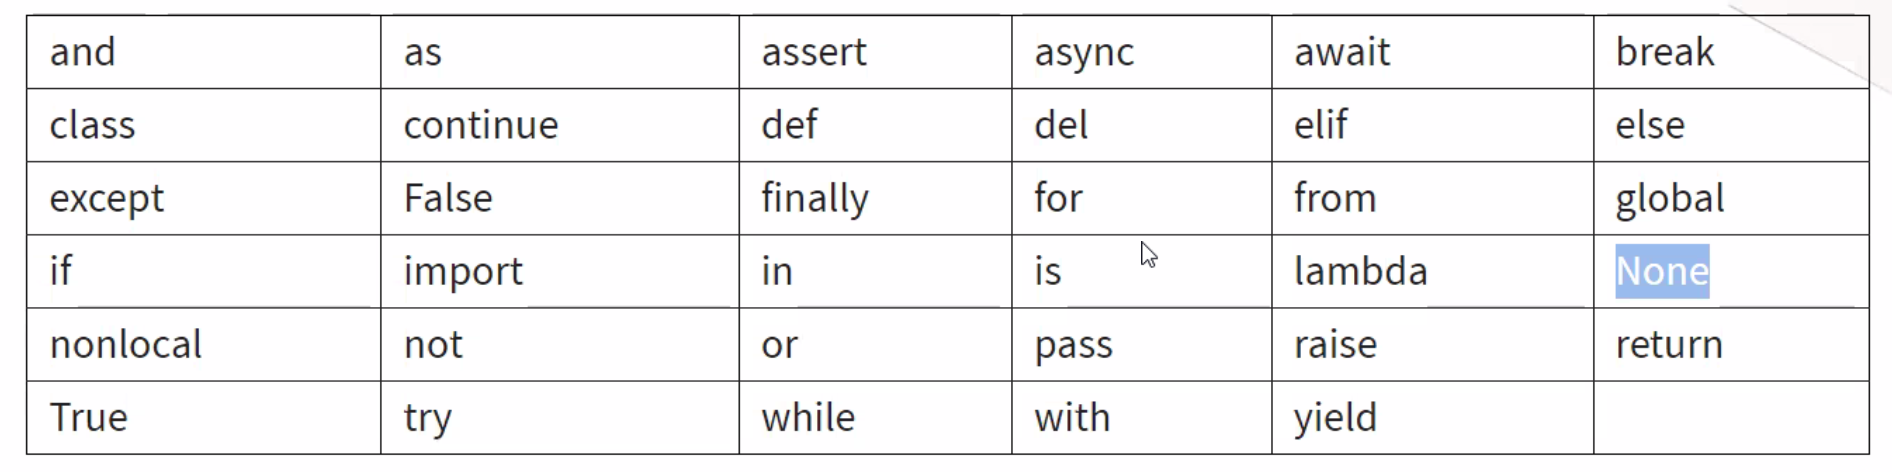 and as assert async await break
class continue def del elif else
except False finally for from global
if import in is lambda None
nonlocal not or pass raise return
True try while with yield